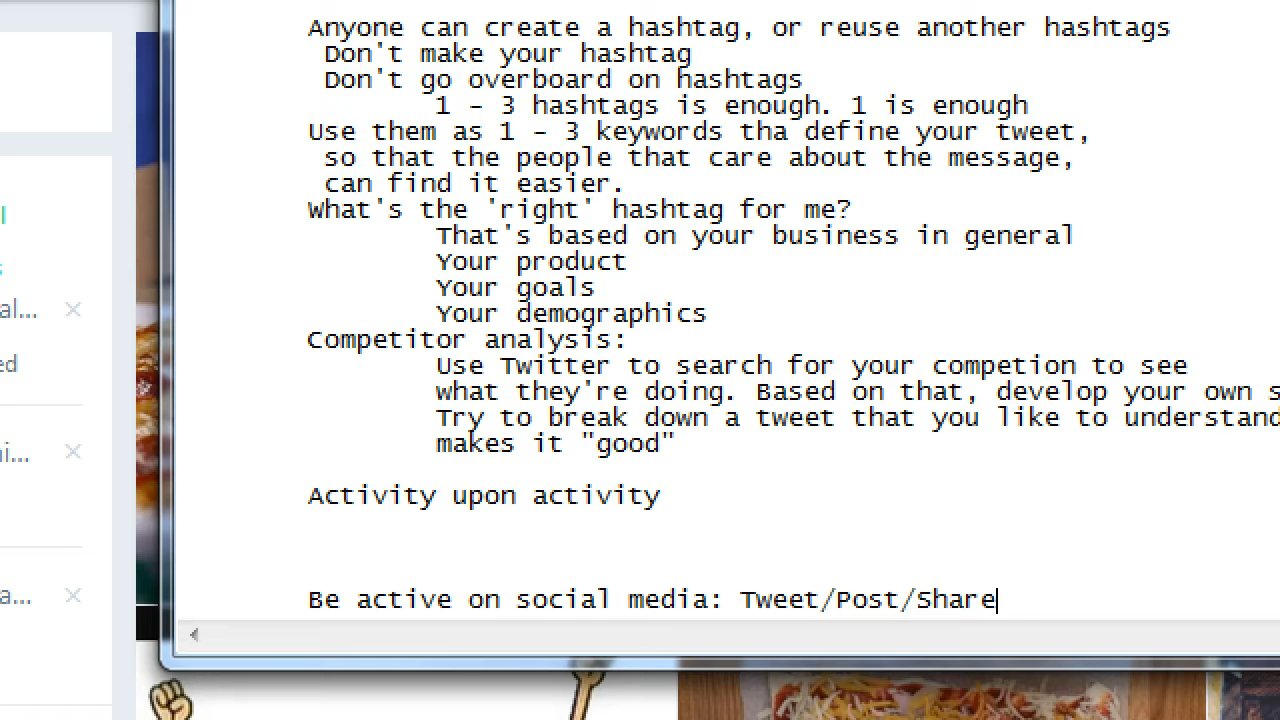 Anyone can create a hashtag, or reuse another hashtags
Don't make your hashtag
Don't go overboard on hashtags
1 - 3 hashtags is enough. 1 is enough
Use them as 1 - 3 keywords tha define your tweet,
so that the people that care about the message,
can find it easier.
What's the 'right' hashtag for me?
That's based on your business in general
Your product
Your goals
Your demographics
Competitor analysis:
Use Twitter to search for your competion to see
what they're doing. Based on that, develop your own s
Try to break down a tweet that you like to understand
makes it "good"
Activity upon activity
Be active on social media: Tweet/Post/Share